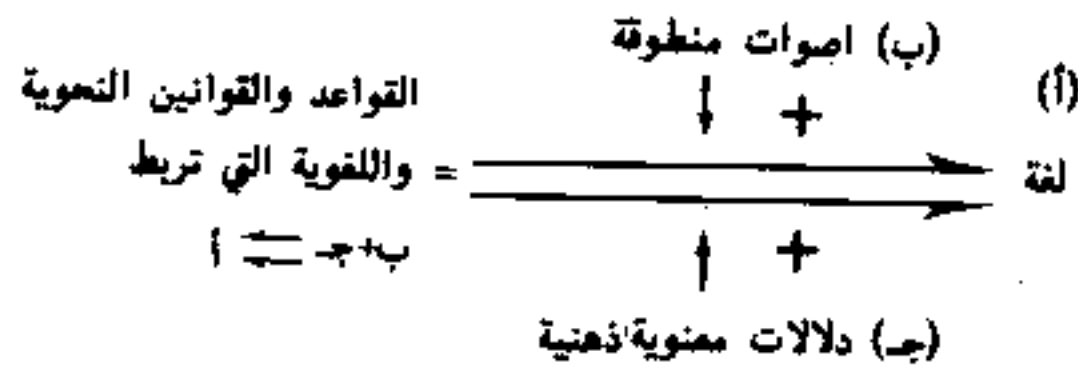 (ب) اصوات منطوقة
(أ)
+
لغة
+
(جـ) دلالات معنوية ذهنية
القواعد والقوانين النحوية
= واللغوية التي تربط
ب+جـ أ